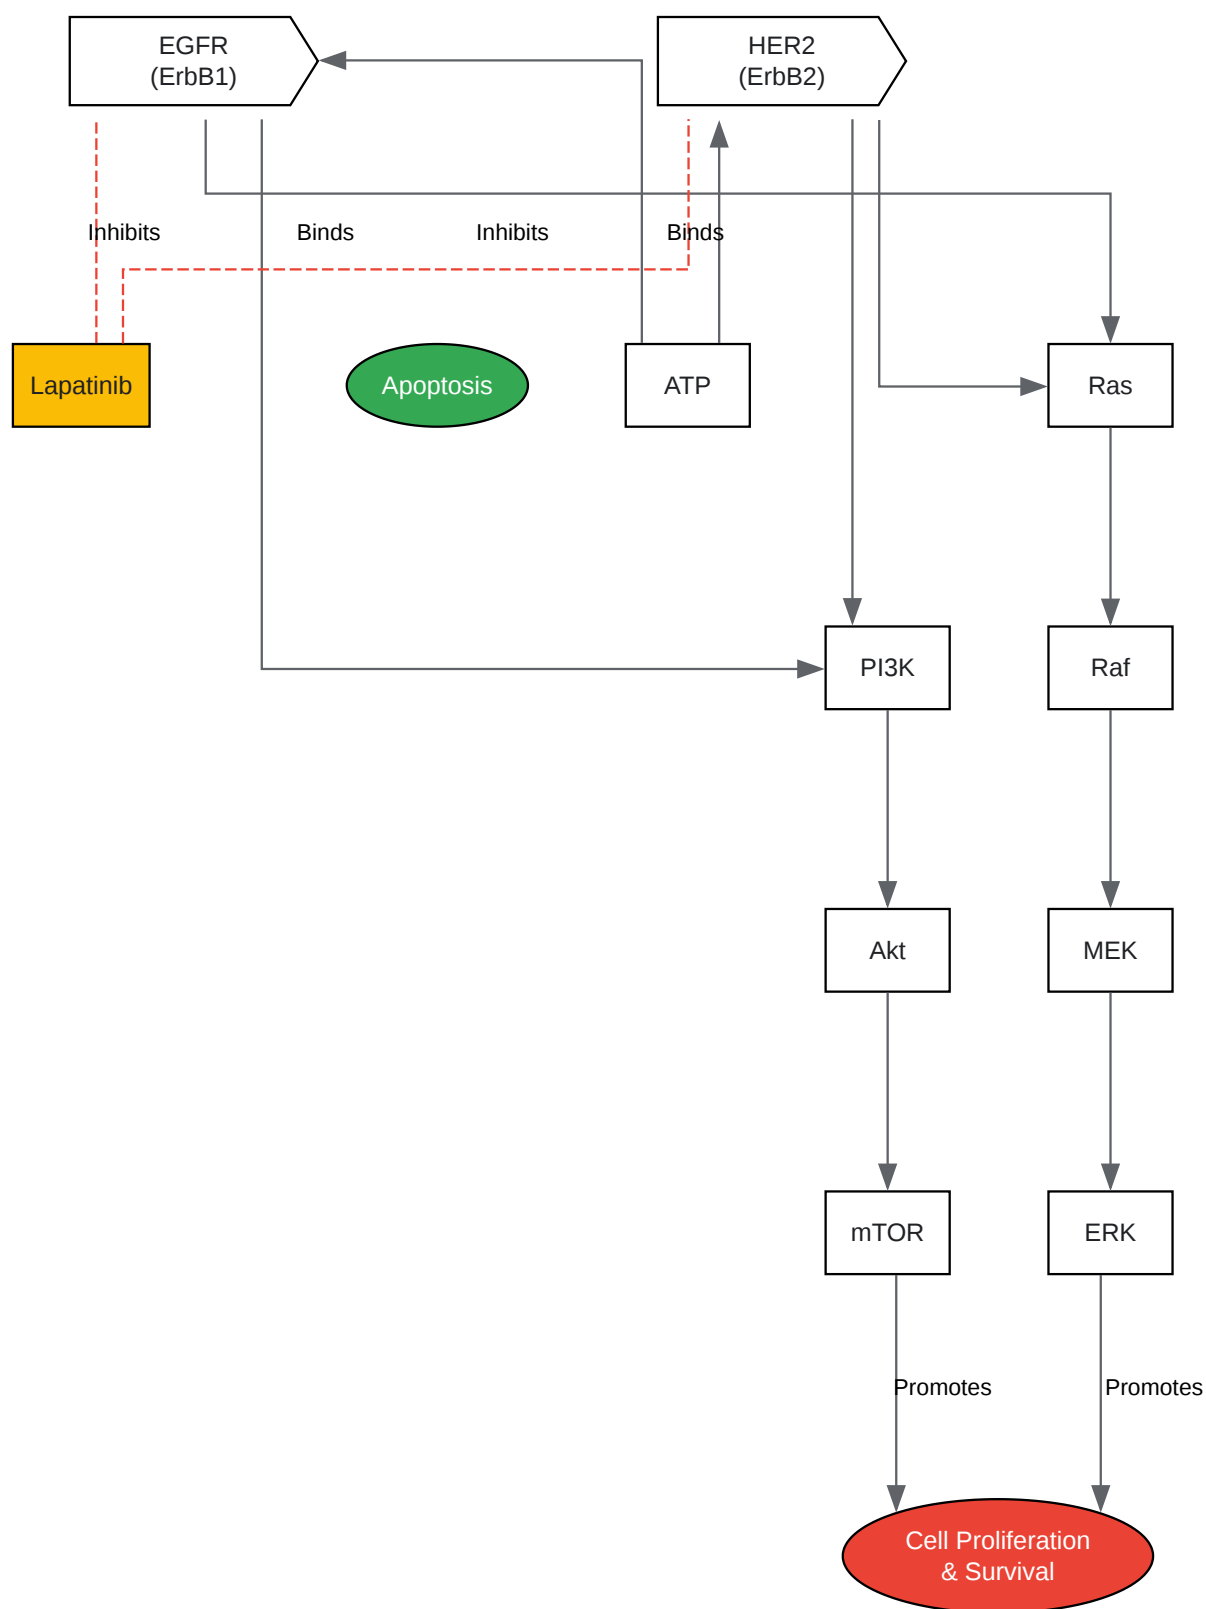 EGFR
(ErbB1)
HER2
(ErbB2)
Inhibits
Binds
Inhibits
Binds
Lapatinib
Apoptosis
ATP
Ras
PI3K
Raf
Akt
MEK
mTOR
ERK
Promotes
Promotes
Cell Proliferation
& Survival